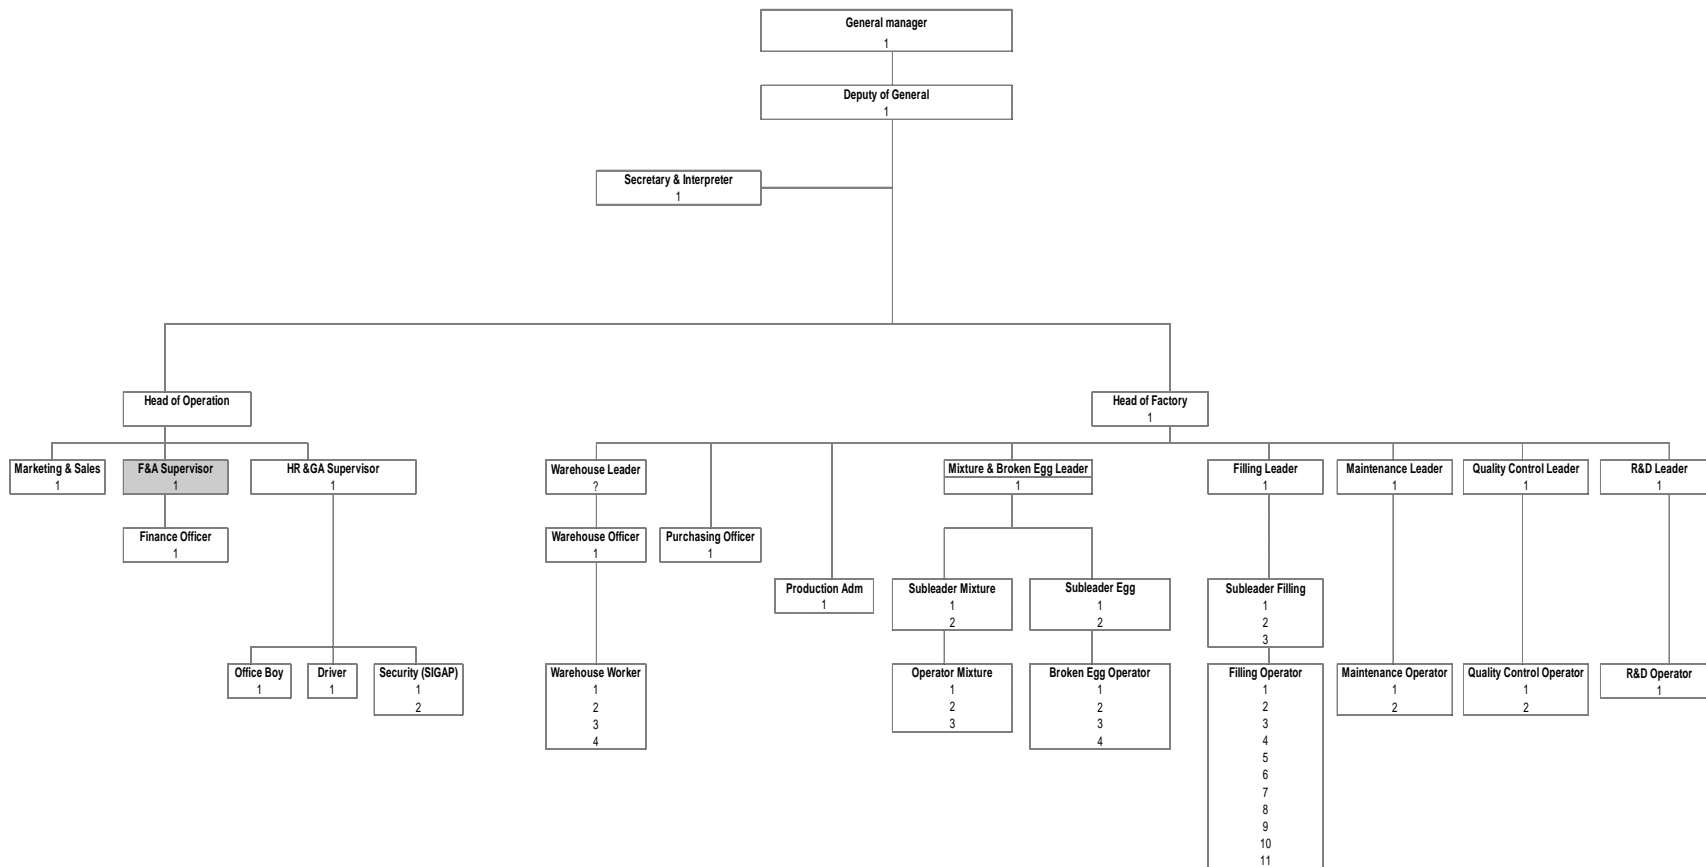 General manager
1
Deputy of General
1
Secretary & Interpreter
1
Head of Operation
Head of Factory
1
Marketing & Sales
1
F&A Supervisor
1
HR &GA Supervisor
1
Warehouse Leader
?
Mixture & Broken Egg Leader
1
Filling Leader
1
Maintenance Leader
1
Quality Control Leader
1
R&D Leader
1
Finance Officer
1
Warehouse Officer
1
Purchasing Officer
1
Production Adm
1
Subleader Mixture
1
2
Subleader Egg
1
2
Subleader Filling
1
2
3
Office Boy
1
Driver
1
Security (SIGAP)
1
2
Warehouse Worker
1
2
3
4
Operator Mixture
1
2
3
Broken Egg Operator
1
2
3
4
Filling Operator
1
2
3
4
5
6
7
8
9
10
11
Maintenance Operator
1
2
Quality Control Operator
1
2
R&D Operator
1